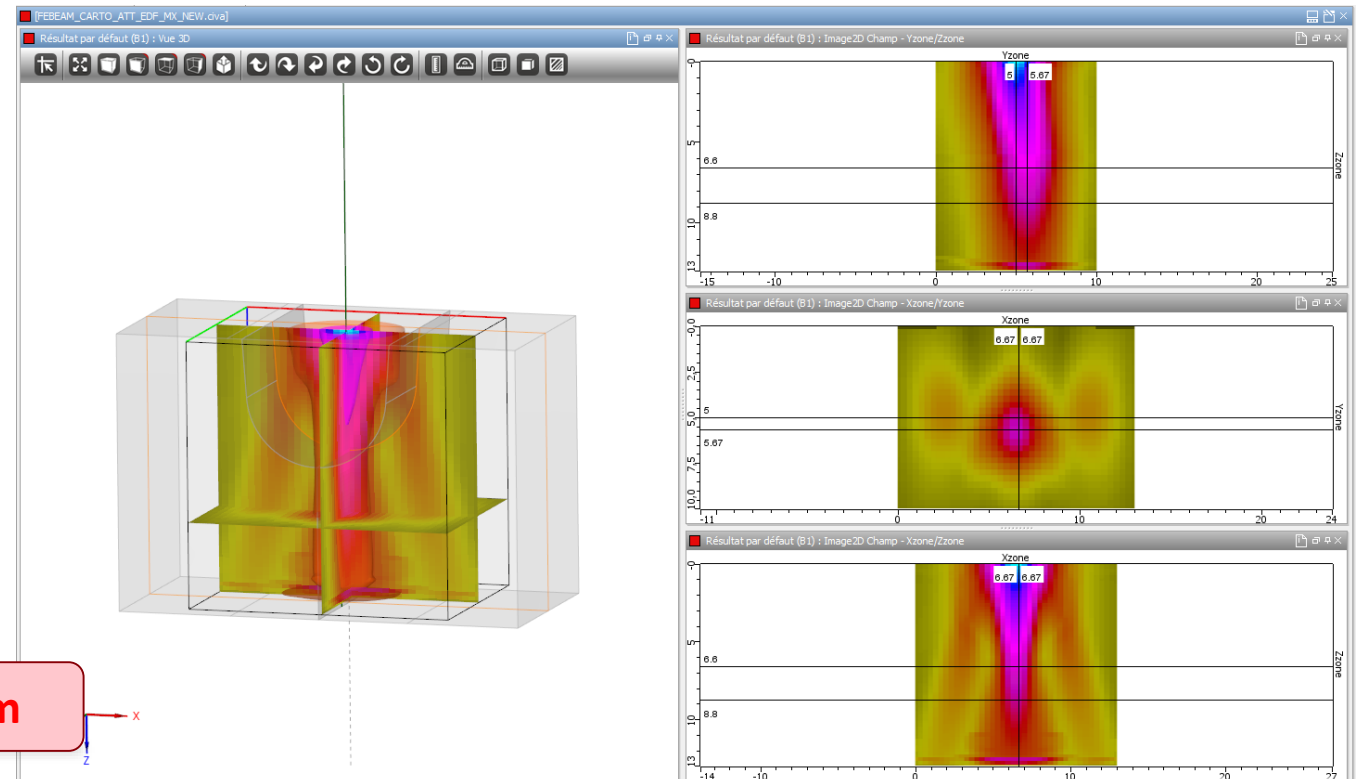 [FEBEAM_CARTO_ATT_EDF_MX_NEW.civa]
Résultat par défaut (B1) : Vue 3D
m
X
Z
Résultat par défaut (B1) : Image2D Champ - Yzone/Zzone
Yzone
5 5.67
-0
5
6.6
8.8
10
13
Zzone
-15 -10 0 10 20 25
Résultat par défaut (B1) : Image2D Champ - Xzone/Yzone
Xzone
6.67 6.67
-0.0
2.5
5
5.0
5.67
7.5
10.0
Yzone
-11 0 10 20 24
Résultat par défaut (B1) : Image2D Champ - Xzone/Zzone
Xzone
6.67 6.67
-0
5
6.6
8.8
10
13
Zzone
-14 -10 0 10 20 27